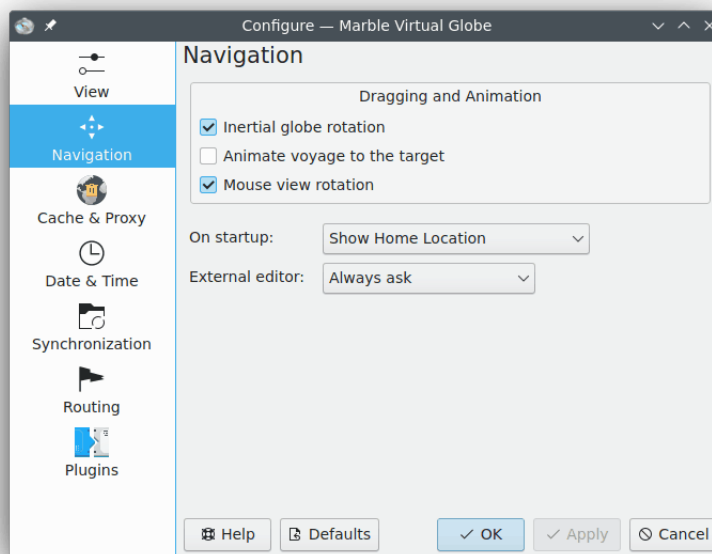 Configure — Marble Virtual Globe
View
Navigation
Cache & Proxy
Date & Time
Synchronization
Routing
Plugins
Navigation
Dragging and Animation
Inertial globe rotation
Animate voyage to the target
Mouse view rotation
On startup: Show Home Location
External editor: Always ask
Help Defaults OK Apply Cancel